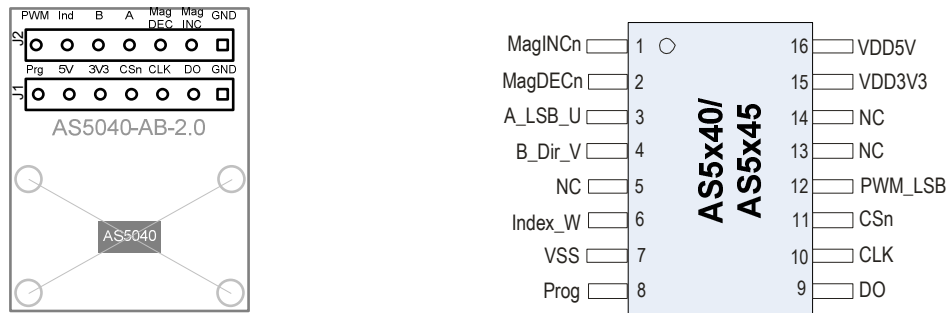 PWM Ind B A Mag DEC Mag INC GND
J2
Prg 5V 3V3 CSn CLK DO GND
J1
AS5040-AB-2.0
AS5040
MagINCn 1 16 VDD5V
MagDECn 2 15 VDD3V3
A_LSB_U 3 14 NC
B_Dir_V 4 13 NC
NC 5 12 PWM_LSB
Index_W 6 11 CSn
VSS 7 10 CLK
Prog 8 9 DO
AS5x40/
AS5x45